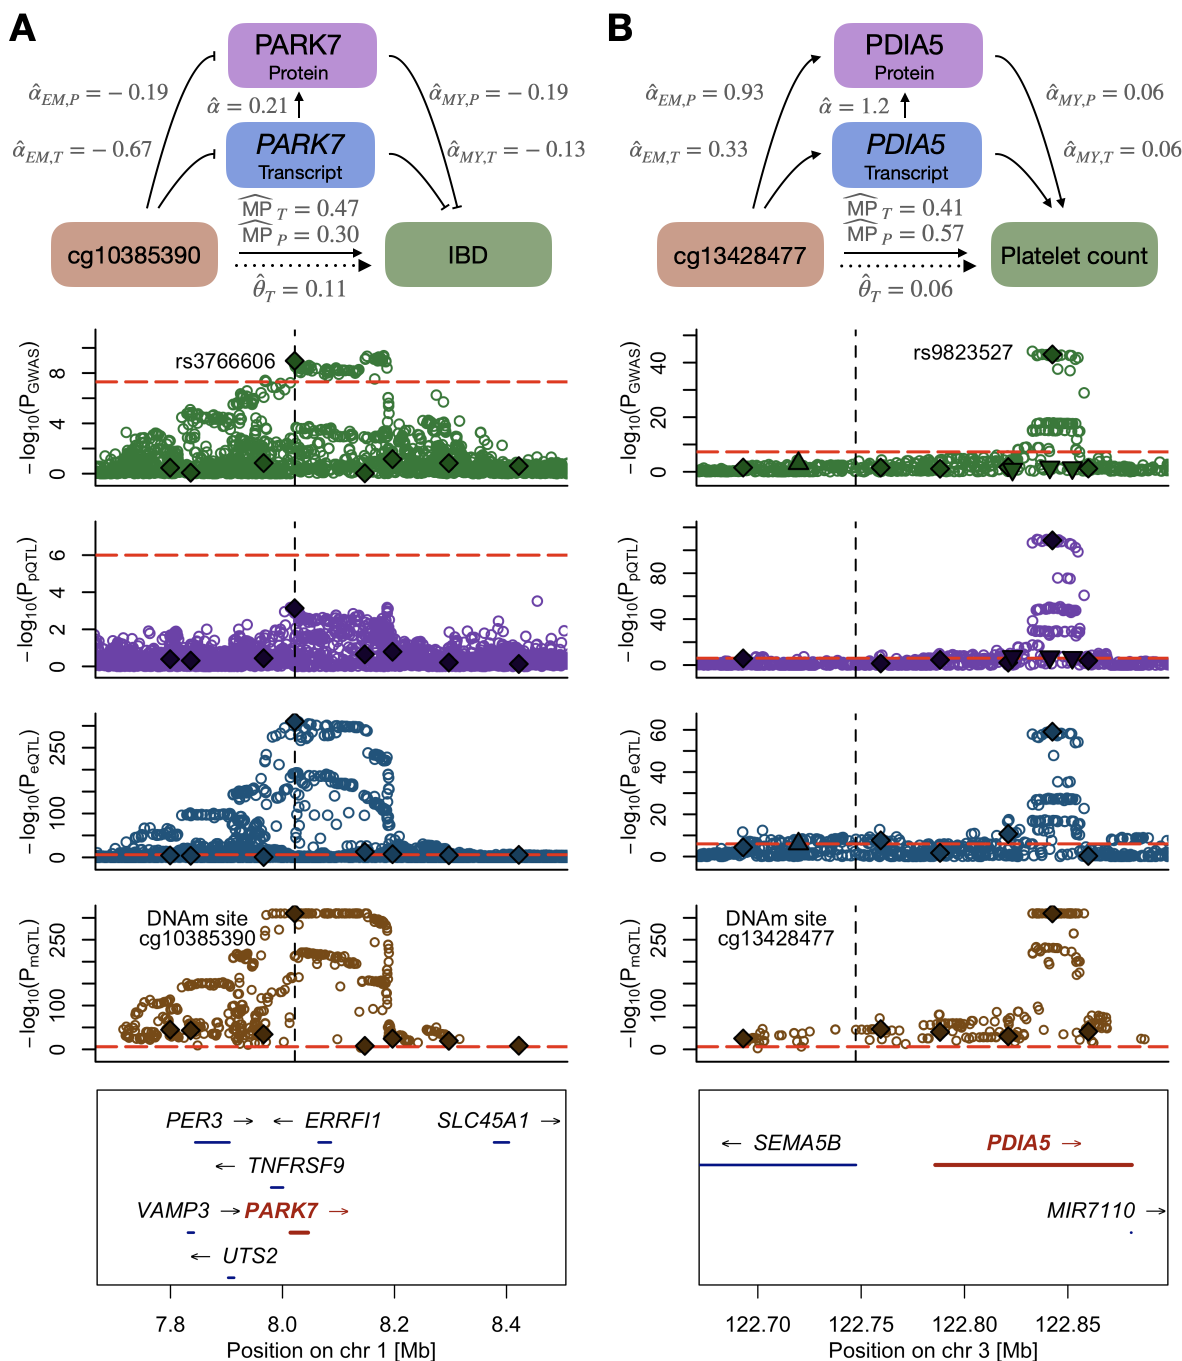 A
PARK7
Protein
α̂EM,P = − 0.19
α̂MY,P = − 0.19
α̂ = 0.21
PARK7
Transcript
α̂EM,T = − 0.67
α̂MY,T = − 0.13
M̂P T = 0.47
M̂P P = 0.30
cg10385390
IBD
θ̂T = 0.11
B
PDIA5
Protein
α̂EM,P = 0.93
α̂MY,P = 0.06
α̂ = 1.2
PDIA5
Transcript
α̂EM,T = 0.33
α̂MY,T = 0.06
M̂P T = 0.41
M̂P P = 0.57
cg13428477
Platelet count
θ̂T = 0.06
−log10(PGWAS)
8
4
0
rs3766606
−log10(PpQTL)
6
4
2
0
−log10(PeQTL)
250
100
0
−log10(PmQTL)
250
100
0
DNAm site
cg10385390
PER3 →
← ERRFI1
SLC45A1 →
← TNFRSF9
VAMP3 →
PARK7 →
← UTS2
7.8 8.0 8.2 8.4
Position on chr 1 [Mb]
−log10(PGWAS)
40
20
0
rs9823527
−log10(PpQTL)
80
40
0
−log10(PeQTL)
60
40
20
0
−log10(PmQTL)
250
100
0
DNAm site
cg13428477
← SEMA5B
PDIA5 →
MIR7110 →
122.70 122.75 122.80 122.85
Position on chr 3 [Mb]